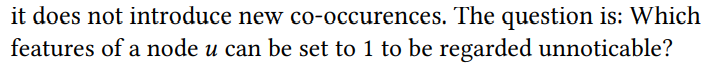 it does not introduce new co-occurences. The question is: Which
features of a node u can be set to 1 to be regarded unnoticable?